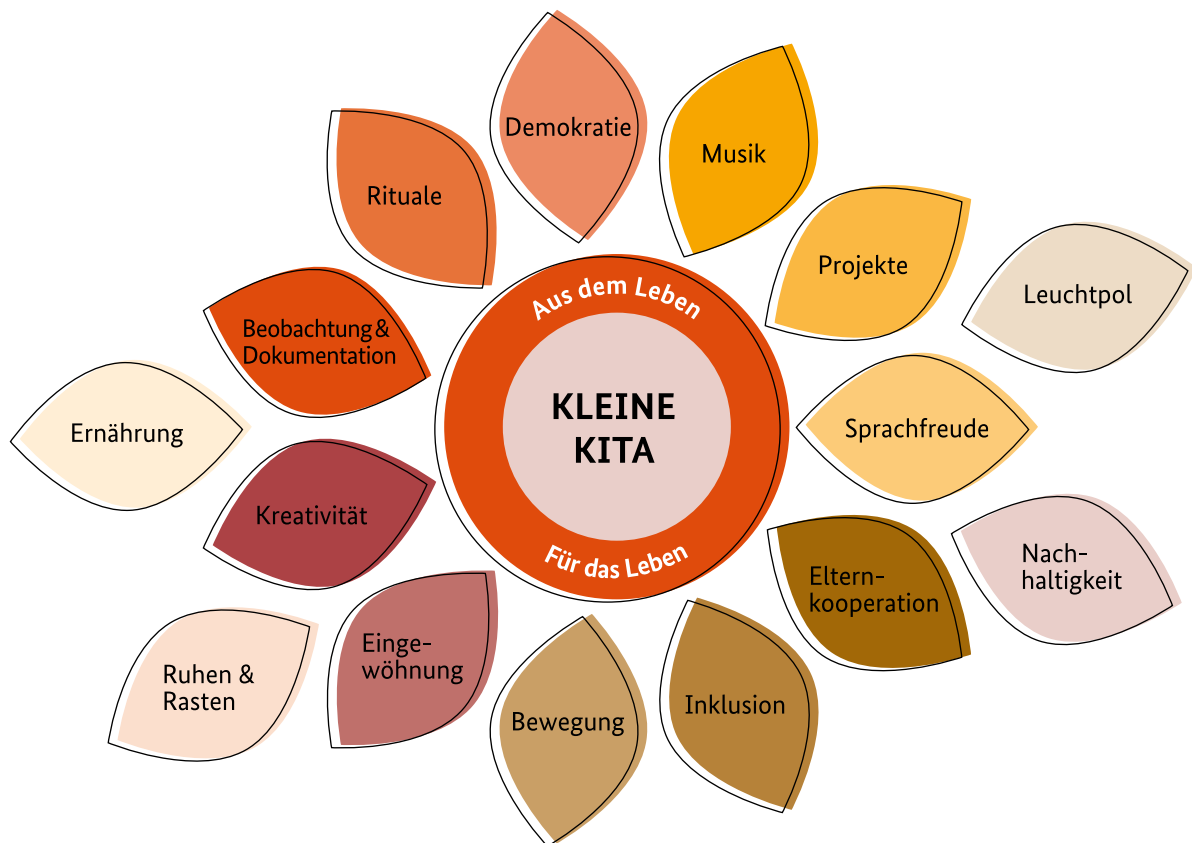 Demokratie
Musik
Rituale
Projekte
Leuchtpol
Aus dem Leben
Beobachtung &
Dokumentation
KLEINE
KITA
Sprachfreude
Ernährung
Kreativität
Für das Leben
Nach-
haltigkeit
Eltern-
kooperation
Einge-
wöhnung
Ruhen &
Rasten
Inklusion
Bewegung